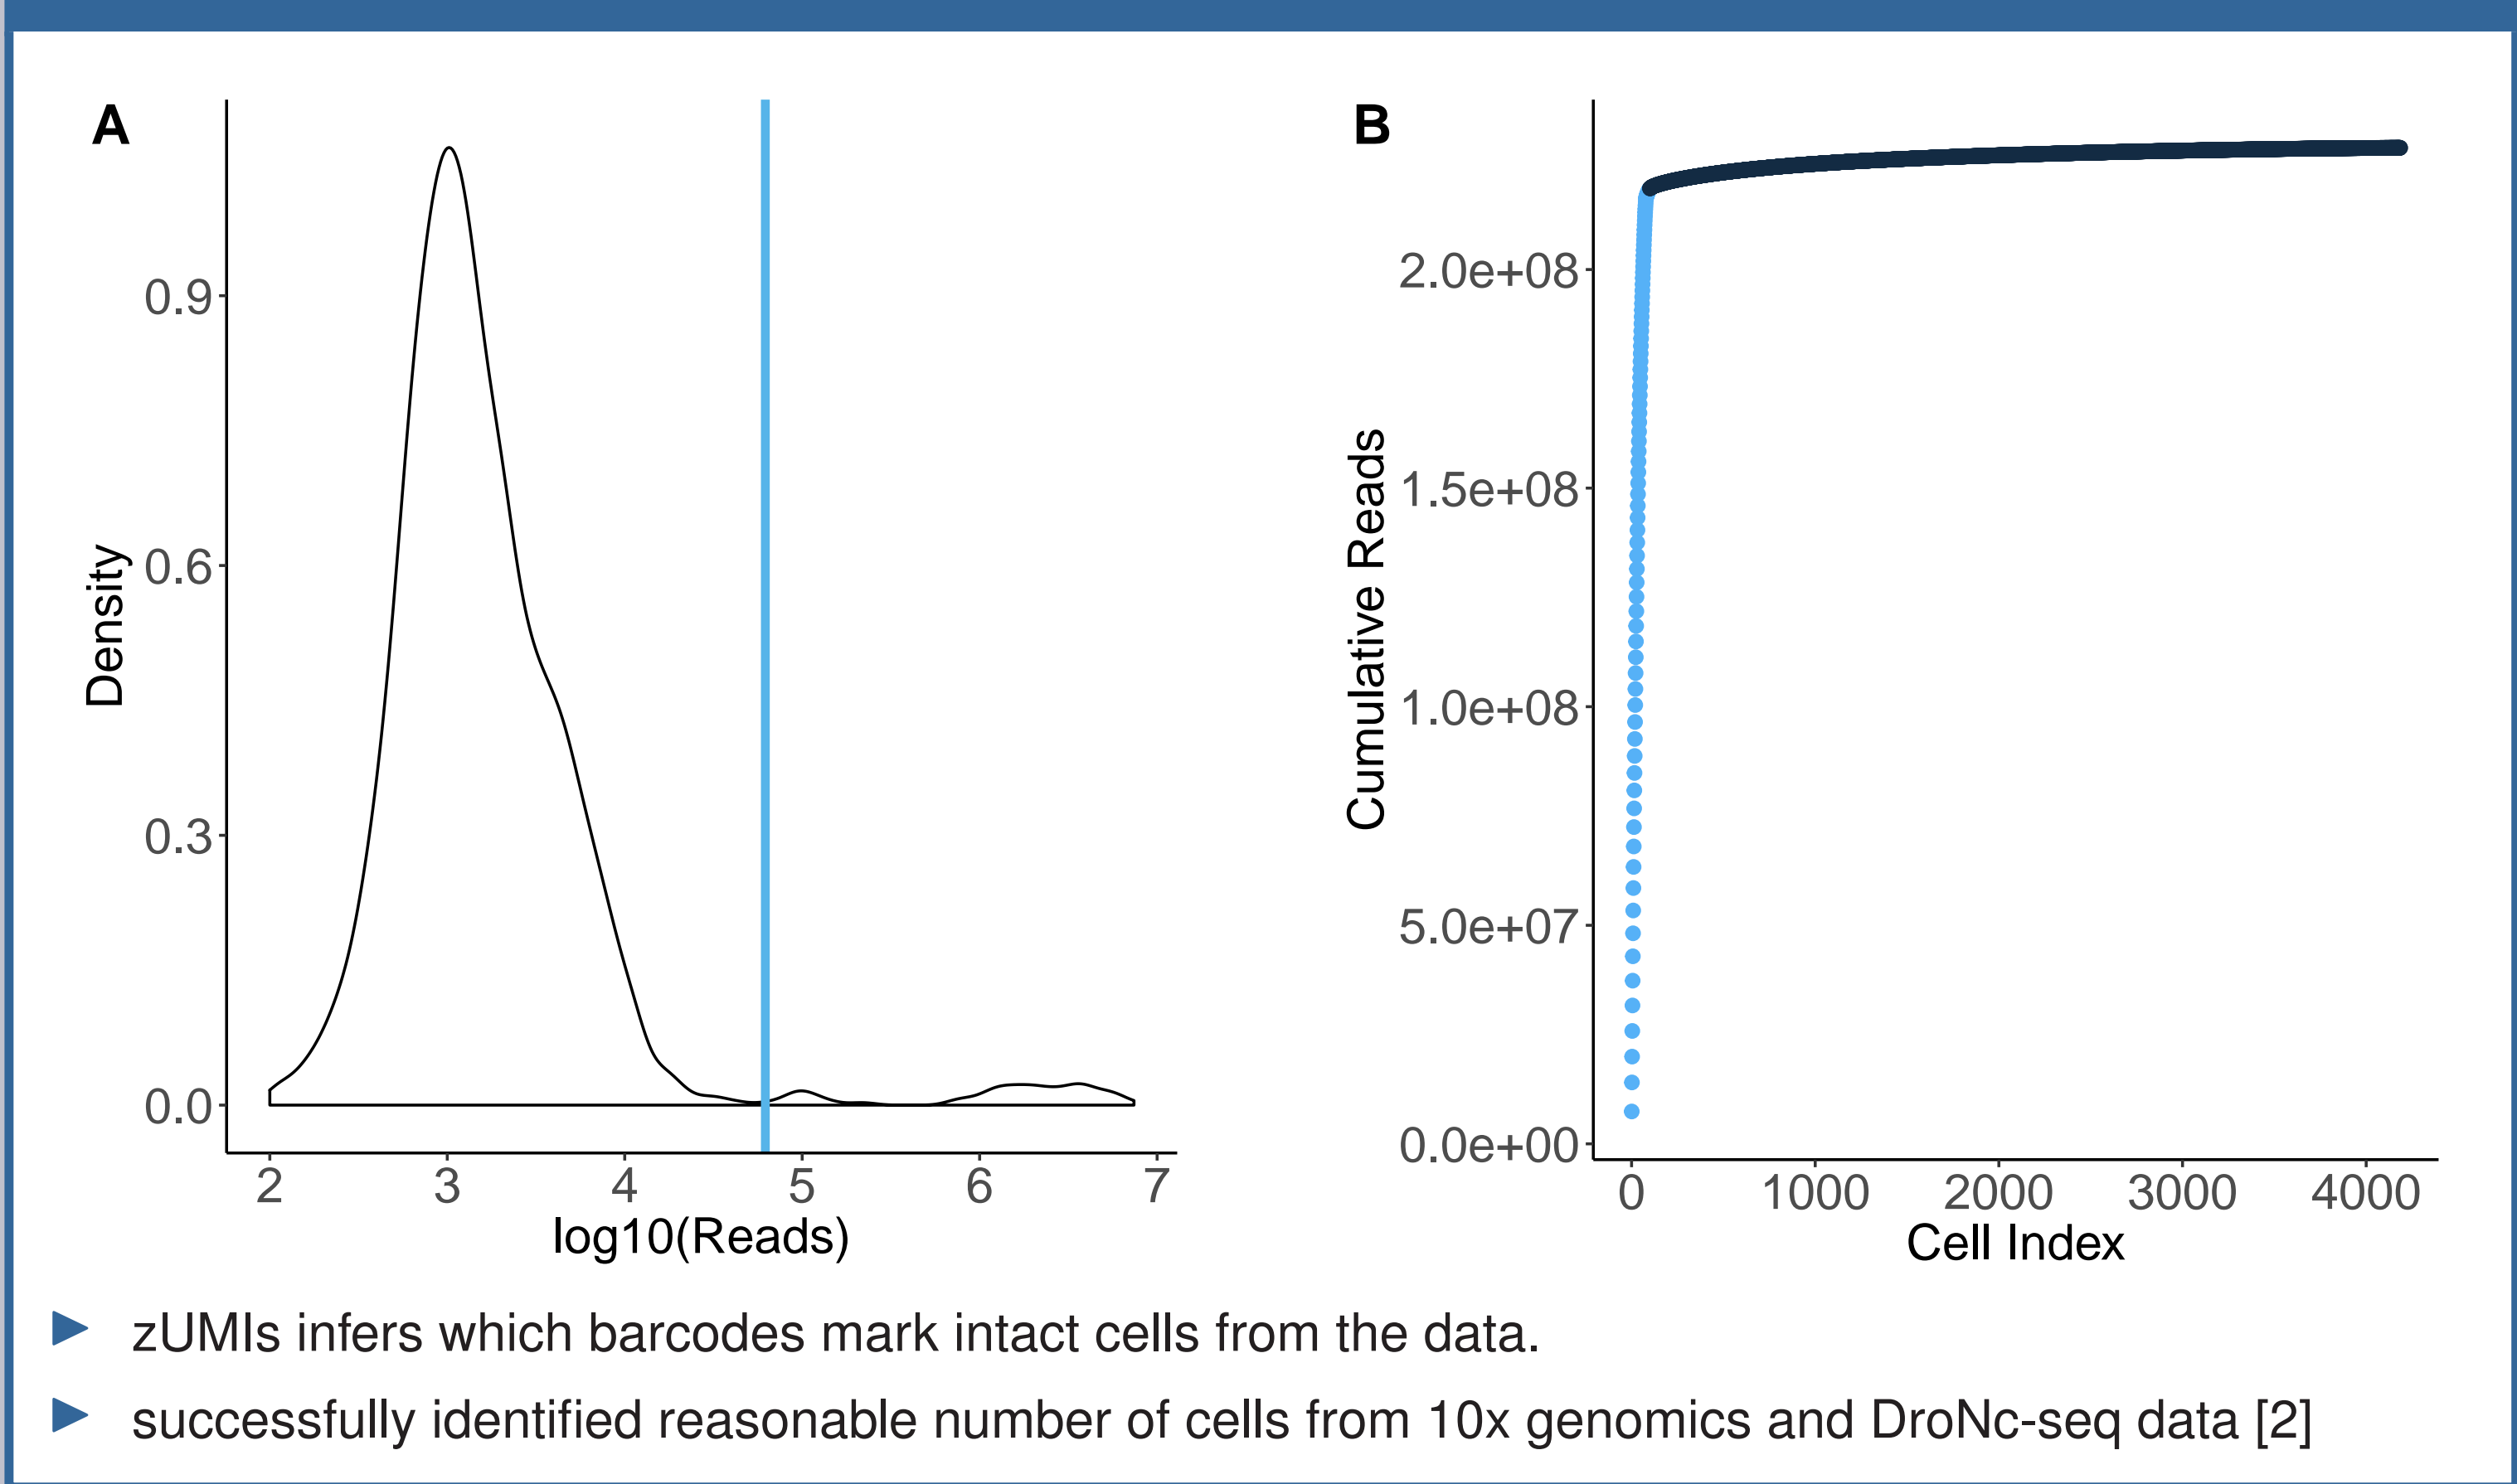 A
0.9
0.6
0.3
0.0
Density
2 3 4 5 6 7
log10(Reads)
B
2.0e+08
1.5e+08
1.0e+08
5.0e+07
0.0e+00
Cumulative Reads
0 1000 2000 3000 4000
Cell Index
zUMIs infers which barcodes mark intact cells from the data.
successfully identified reasonable number of cells from 10x genomics and DroNc-seq data [2]